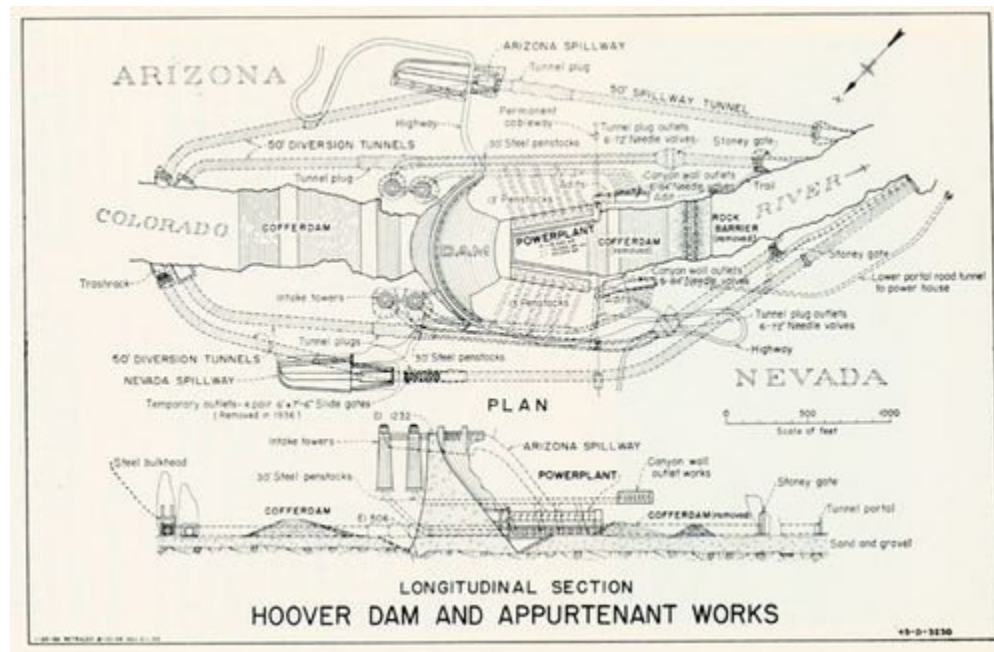 ARIZONA SPILLWAY
ARIZONA
Tunnel plug
50' SPILLWAY TUNNEL
Highway
Permanent
cableway
Tunnel plug outlets
6-72" Needle valves
Stoney gate
50' DIVERSION TUNNELS
30' Steel penstocks
Tunnel plug
Canyon wall outlets
6-84" Needle valves
Adits
Adit
Trail
13' Penstocks
RIVER
COLORADO
COFFERDAM
DAM
POWERPLANT
COFFERDAM
(removed)
ROCK
BARRIER
(removed)
Stoney gate
Trashrack
Intake towers
Canyon wall outlets
6-84" Needle valves
Lower portal road tunnel
to power house
13' Penstocks
Tunnel plugs
Tunnel plug outlets
6-72" Needle valves
50' DIVERSION TUNNELS
30' Steel penstocks
Highway
NEVADA SPILLWAY
NEVADA
Temporary outlets-4 pair 6'x7'-6" Slide gates
(Removed in 1936)
PLAN
0 500 1000
Scale of feet
El. 1232
Intake towers
ARIZONA SPILLWAY
Steel bulkhead
30' Steel penstocks
POWERPLANT
Canyon wall
outlet works
Stoney gate
COFFERDAM
El. 506
COFFERDAM (removed)
Tunnel portal
Sand and gravel
LONGITUDINAL SECTION
HOOVER DAM AND APPURTENANT WORKS
45-D-5230